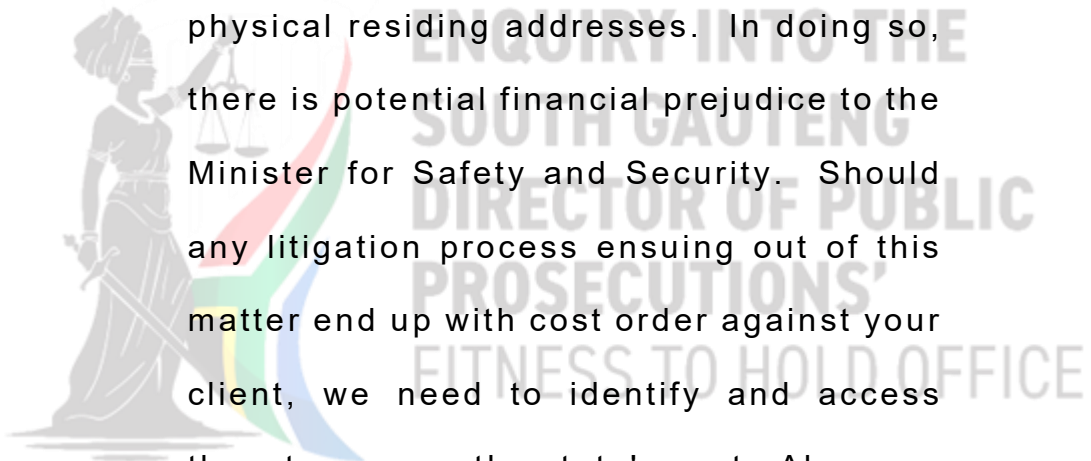 physical residing addresses. In doing so,
there is potential financial prejudice to the
Minister for Safety and Security. Should
any litigation process ensuing out of this
matter end up with cost order against your
client, we need to identify and access
ENQUIRY INTO THE
SOUTH GAUTENG
DIRECTOR OF PUBLIC
PROSECUTIONS'
FITNESS TO HOLD OFFICE